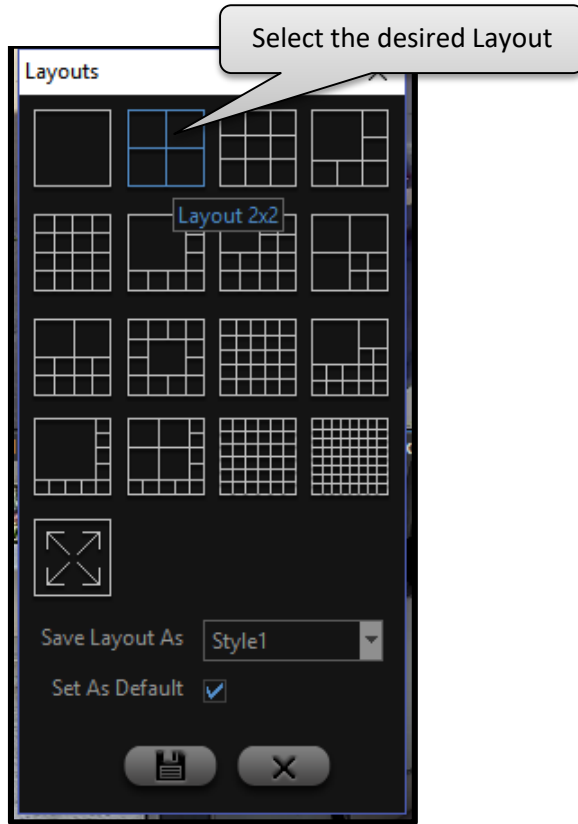 Select the desired Layout
Layouts
Layout 2x2
Save Layout As
Style1
Set As Default